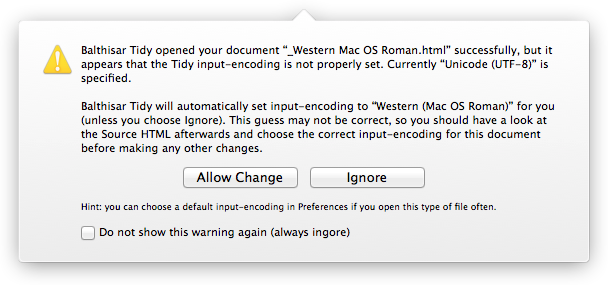 Balthisar Tidy opened your document “_Western Mac OS Roman.html” successfully, but it
appears that the Tidy input-encoding is not properly set. Currently “Unicode (UTF-8)” is
specified.
Balthisar Tidy will automatically set input-encoding to “Western (Mac OS Roman)” for you
(unless you choose Ignore). This guess may not be correct, so you should have a look at
the Source HTML afterwards and choose the correct input-encoding for this document
before making any other changes.
Allow Change
Ignore
Hint: you can choose a default input-encoding in Preferences if you open this type of file often.
Do not show this warning again (always ingore)